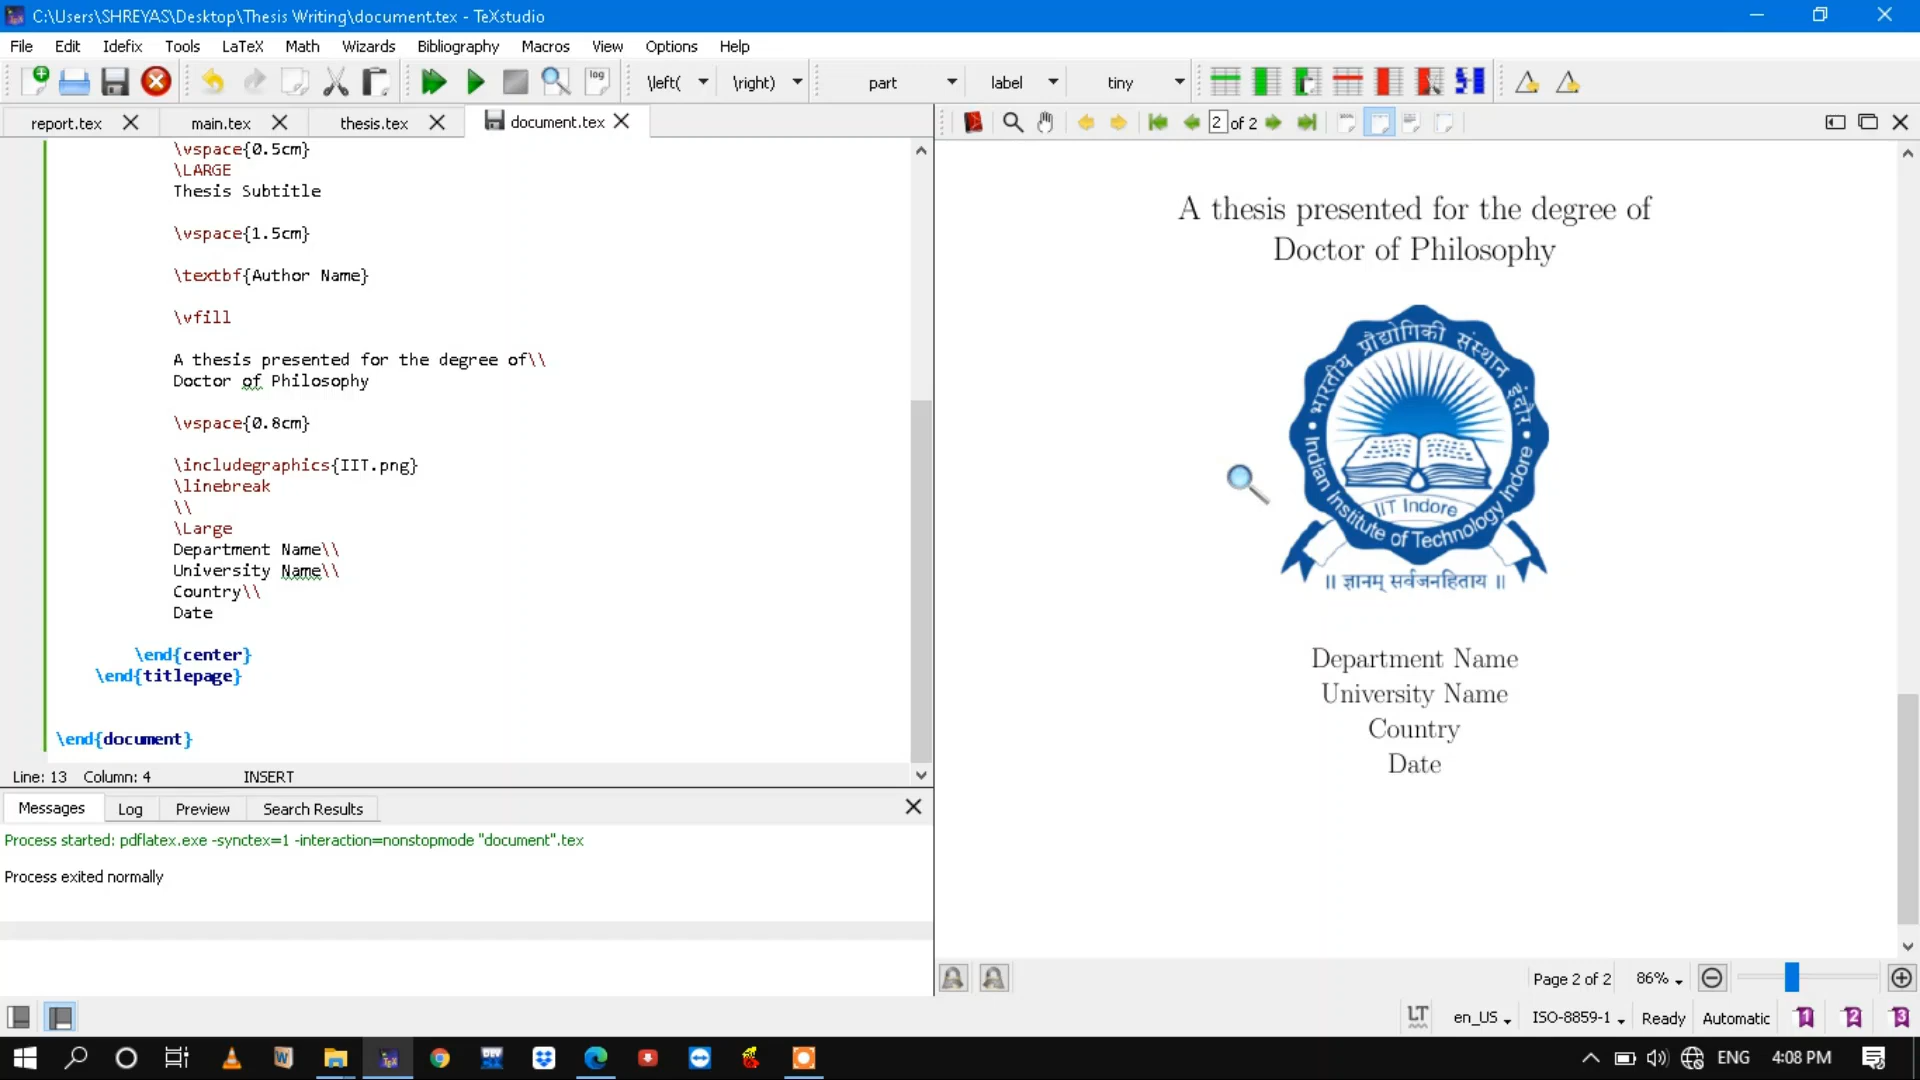 C:\Users\SHREYAS\Desktop\Thesis Writing\document.tex - TeXstudio
File Edit Idefix Tools LaTeX Math Wizards Bibliography Macros View Options Help
log \left( \right) part label tiny
report.tex main.tex thesis.tex document.tex
2 of 2
\vspace{0.5cm}
\LARGE
Thesis Subtitle
\vspace{1.5cm}
\textbf{Author Name}
\vfill
A thesis presented for the degree of\\
Doctor of Philosophy
\vspace{0.8cm}
\includegraphics{IIT.png}
\linebreak
\\
\Large
Department Name\\
University Name\\
Country\\
Date
\end{center}
\end{titlepage}
\end{document}
Line: 13 Column: 4 INSERT
Messages Log Preview Search Results
Process started: pdflatex.exe -synctex=1 -interaction=nonstopmode "document".tex
Process exited normally
A thesis presented for the degree of
Doctor of Philosophy
भारतीय प्रौद्योगिकी संस्थान इंदौर
IIT Indore
Indian Institute of Technology Indore
॥ ज्ञानम् सर्वजनहिताय ॥
Department Name
University Name
Country
Date
Page 2 of 2 86%
LT en_US ISO-8859-1 Ready Automatic 1 2 3
W DEV ENG 4:08 PM